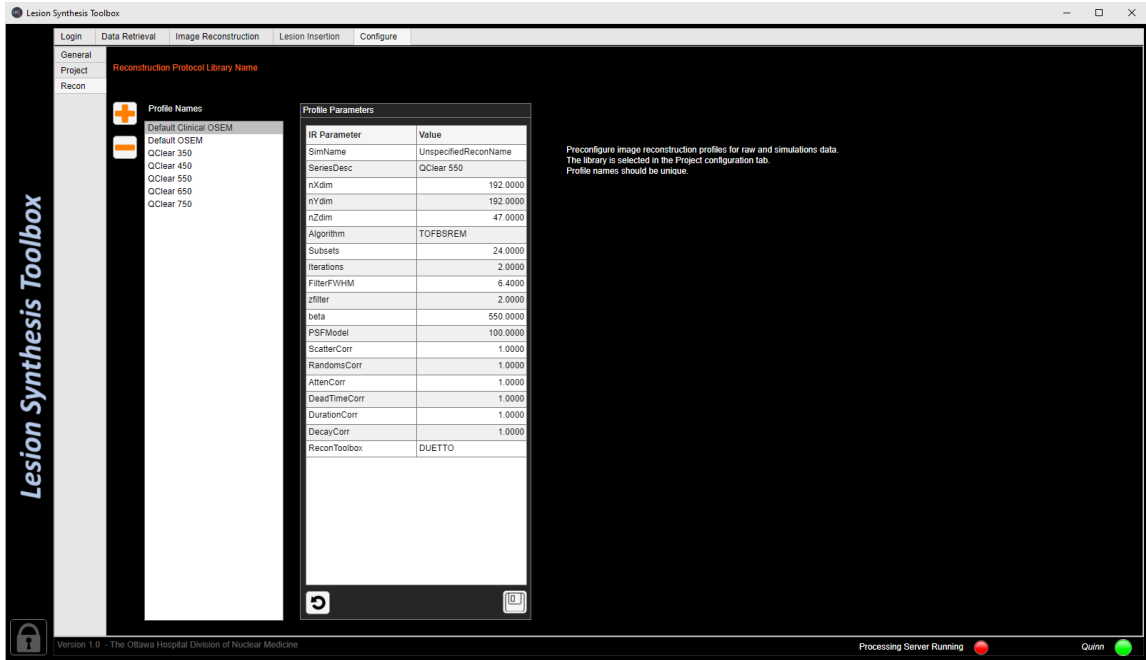 Lesion Synthesis Toolbox
Login Data Retrieval Image Reconstruction Lesion Insertion Configure
General
Project
Recon
Reconstruction Protocol Library Name
Profile Names
Default Clinical OSEM
Default OSEM
QClear 350
QClear 450
QClear 550
QClear 650
QClear 750
Profile Parameters
IR Parameter Value
SimName UnspecifiedReconName
SeriesDesc QClear 550
nXdim 192.0000
nYdim 192.0000
nZdim 47.0000
Algorithm TOFBSREM
Subsets 24.0000
Iterations 2.0000
FilterFWHM 6.4000
zfilter 2.0000
beta 550.0000
PSFModel 100.0000
ScatterCorr 1.0000
RandomsCorr 1.0000
AttenCorr 1.0000
DeadTimeCorr 1.0000
DurationCorr 1.0000
DecayCorr 1.0000
ReconToolbox DUETTO
Preconfigure image reconstruction profiles for raw and simulations data.
The library is selected in the Project configuration tab.
Profile names should be unique.
Lesion Synthesis Toolbox
Version 1.0 - The Ottawa Hospital Division of Nuclear Medicine
Processing Server Running
Quinn